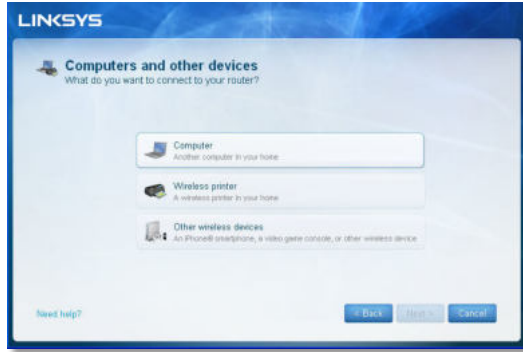 LINKSYS
Computers and other devices
What do you want to connect to your router?
Computer
Another computer in your home
Wireless printer
A wireless printer in your home
Other wireless devices
An iPhone® smartphone, a video game console, or other wireless device
Need help?
< Back
Next >
Cancel